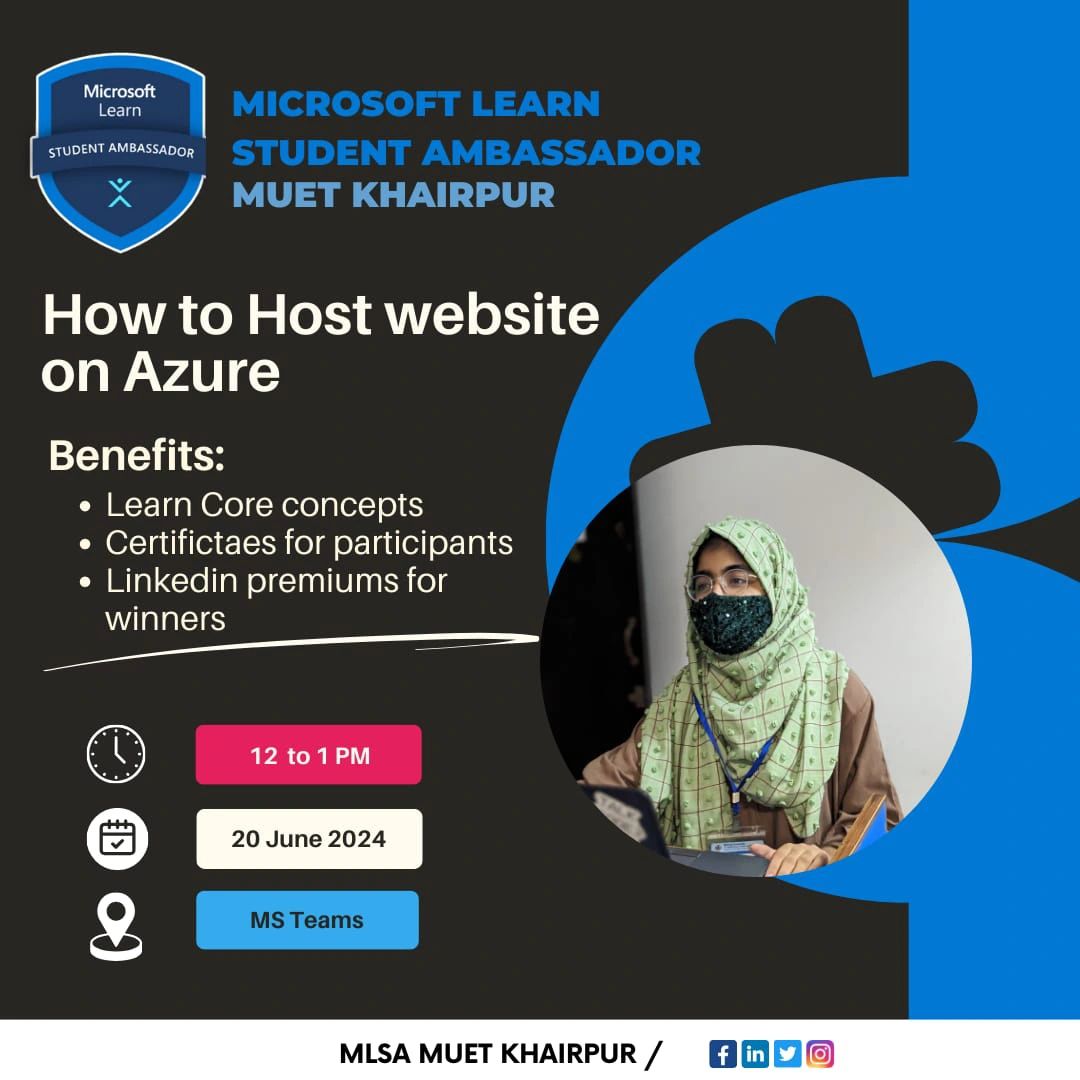 Microsoft
Learn
STUDENT AMBASSADOR
MICROSOFT LEARN
STUDENT AMBASSADOR
MUET KHAIRPUR
How to Host website
on Azure
Benefits:
• Learn Core concepts
• Certifictaes for participants
• Linkedin premiums for
winners
12 to 1 PM
20 June 2024
MS Teams
MLSA MUET KHAIRPUR /